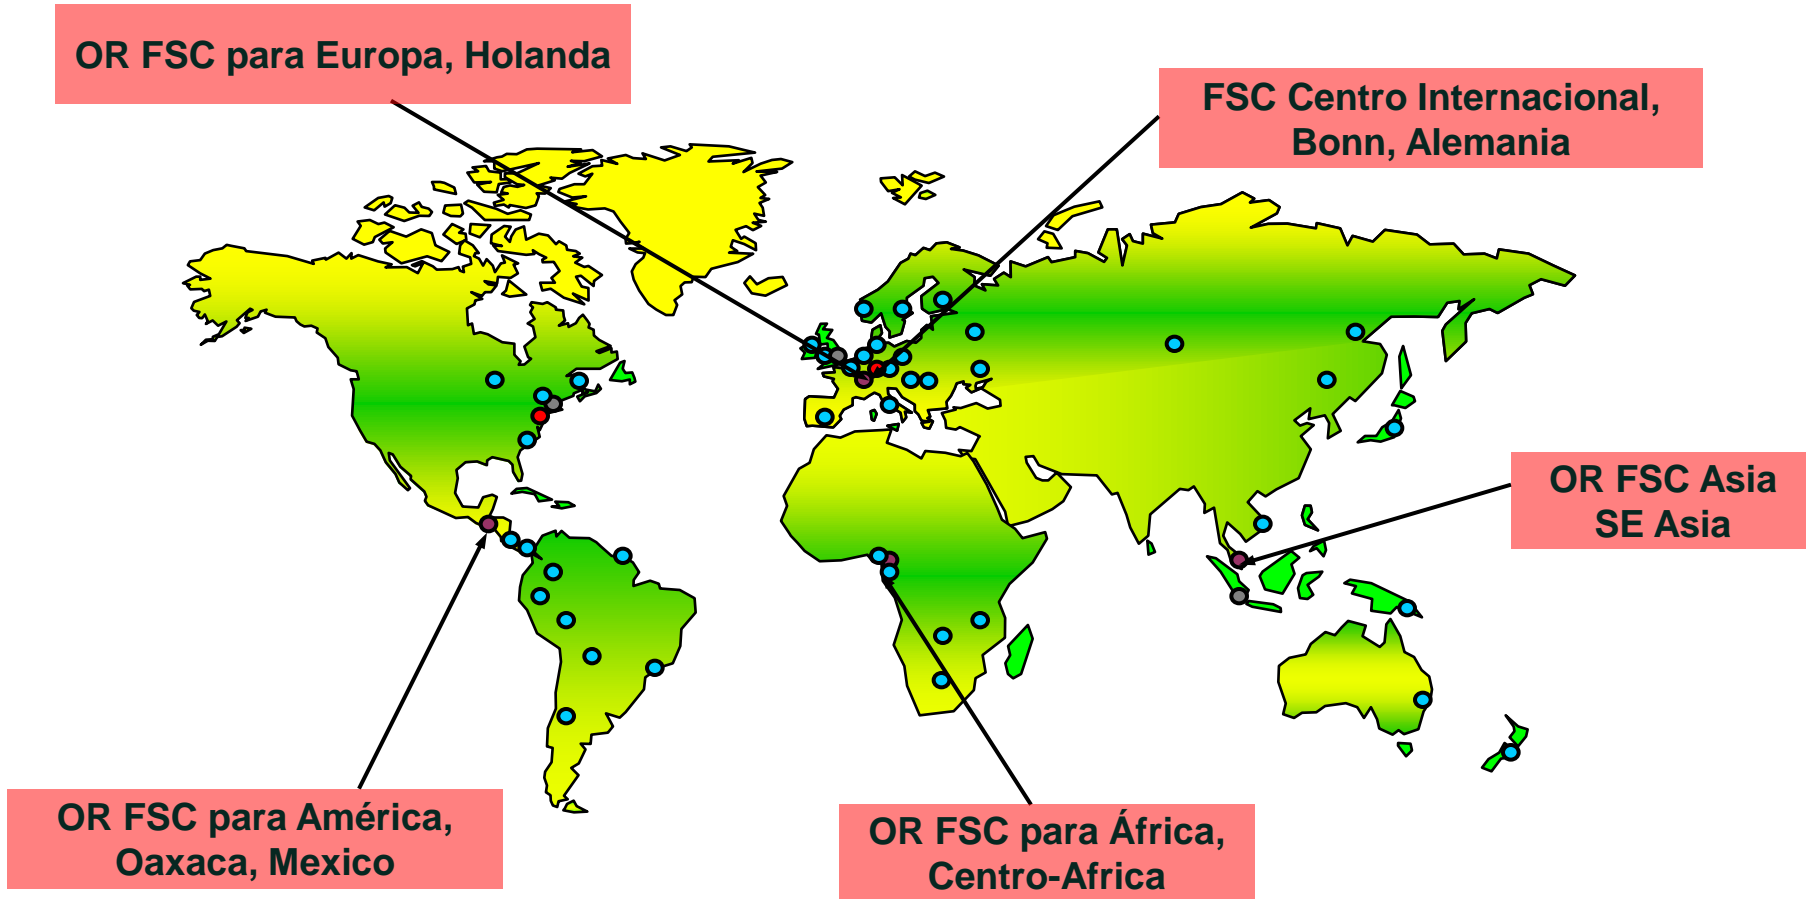 OR FSC para Europa, Holanda
FSC Centro Internacional,
Bonn, Alemania
OR FSC Asia
SE Asia
OR FSC para América,
Oaxaca, Mexico
OR FSC para África,
Centro-Africa